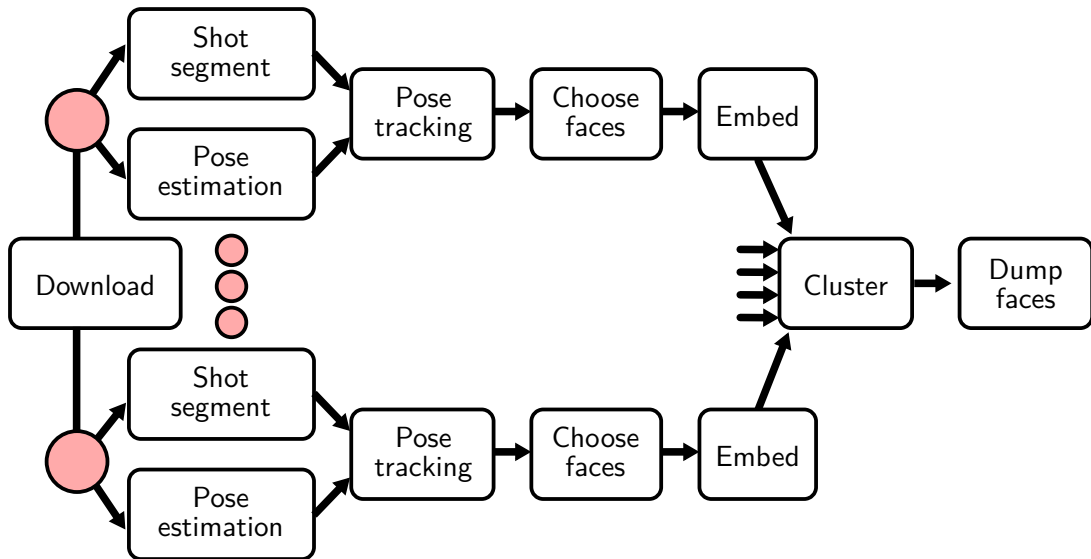 Shot
segment
Pose
estimation
Pose
tracking
Choose
faces
Embed
Download
Cluster
Dump
faces
Shot
segment
Pose
estimation
Pose
tracking
Choose
faces
Embed